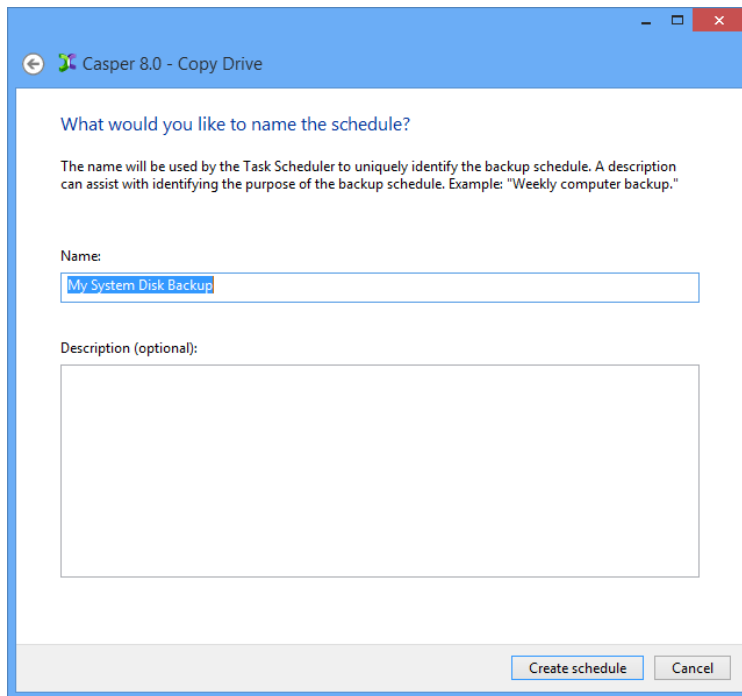 Casper 8.0 - Copy Drive
What would you like to name the schedule?
The name will be used by the Task Scheduler to uniquely identify the backup schedule. A description
can assist with identifying the purpose of the backup schedule. Example: "Weekly computer backup."
Name:
My System Disk Backup
Description (optional):
Create schedule
Cancel